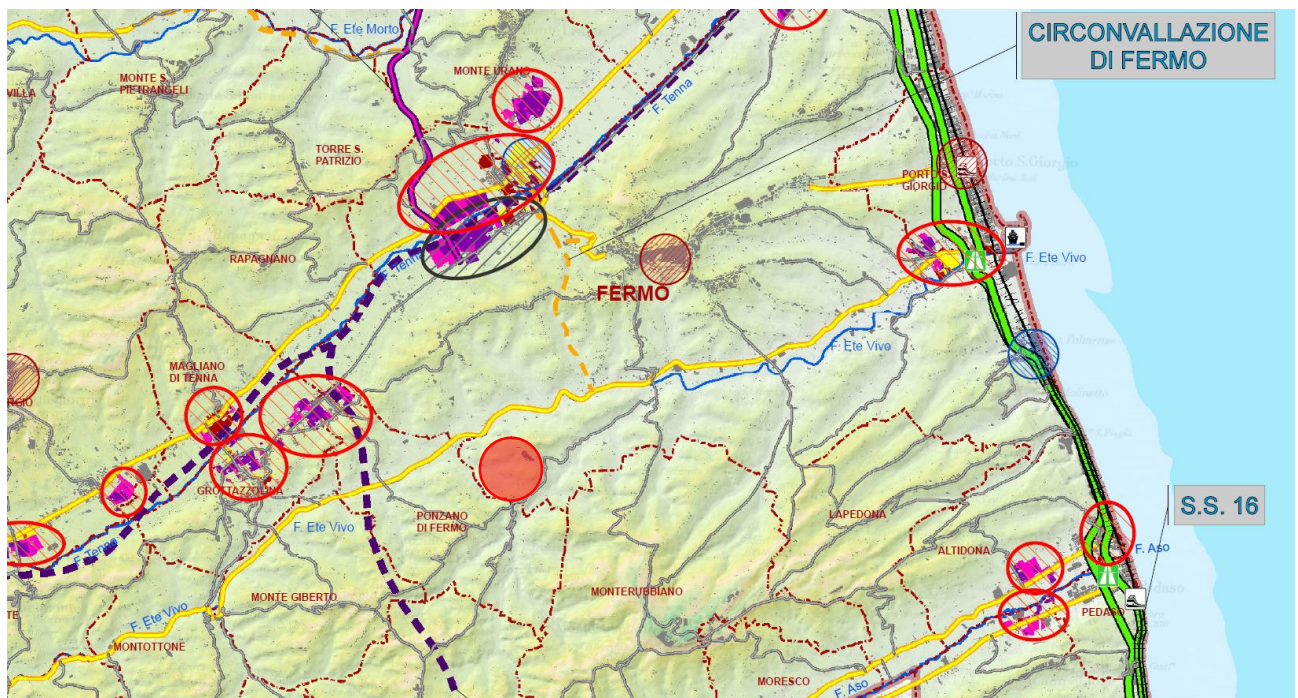 CIRCONVALLAZIONE
DI FERMO
F. Ete Morto
MONTE URANO
MONTE S.
PIETRANGELI
VILLA
F. Tenna
TORRE S.
PATRIZIO
PORTO S.
GIORGIO
RAPAGNANO
F. Tenna
F. Ete Vivo
FERMO
F. Ete Vivo
MAGLIANO
DI TENNA
RGIO
GROTTAZZOLINA
PONZANO
DI FERMO
F. Ete Vivo
LAPEDONA
S.S. 16
F. Tenna
ALTIDONA
F. Aso
MONTE GIBERTO
MONTERUBBIANO
PEDASO
TE
F. Ete Vivo
MONTOTTONE
MORESCO
F. Aso